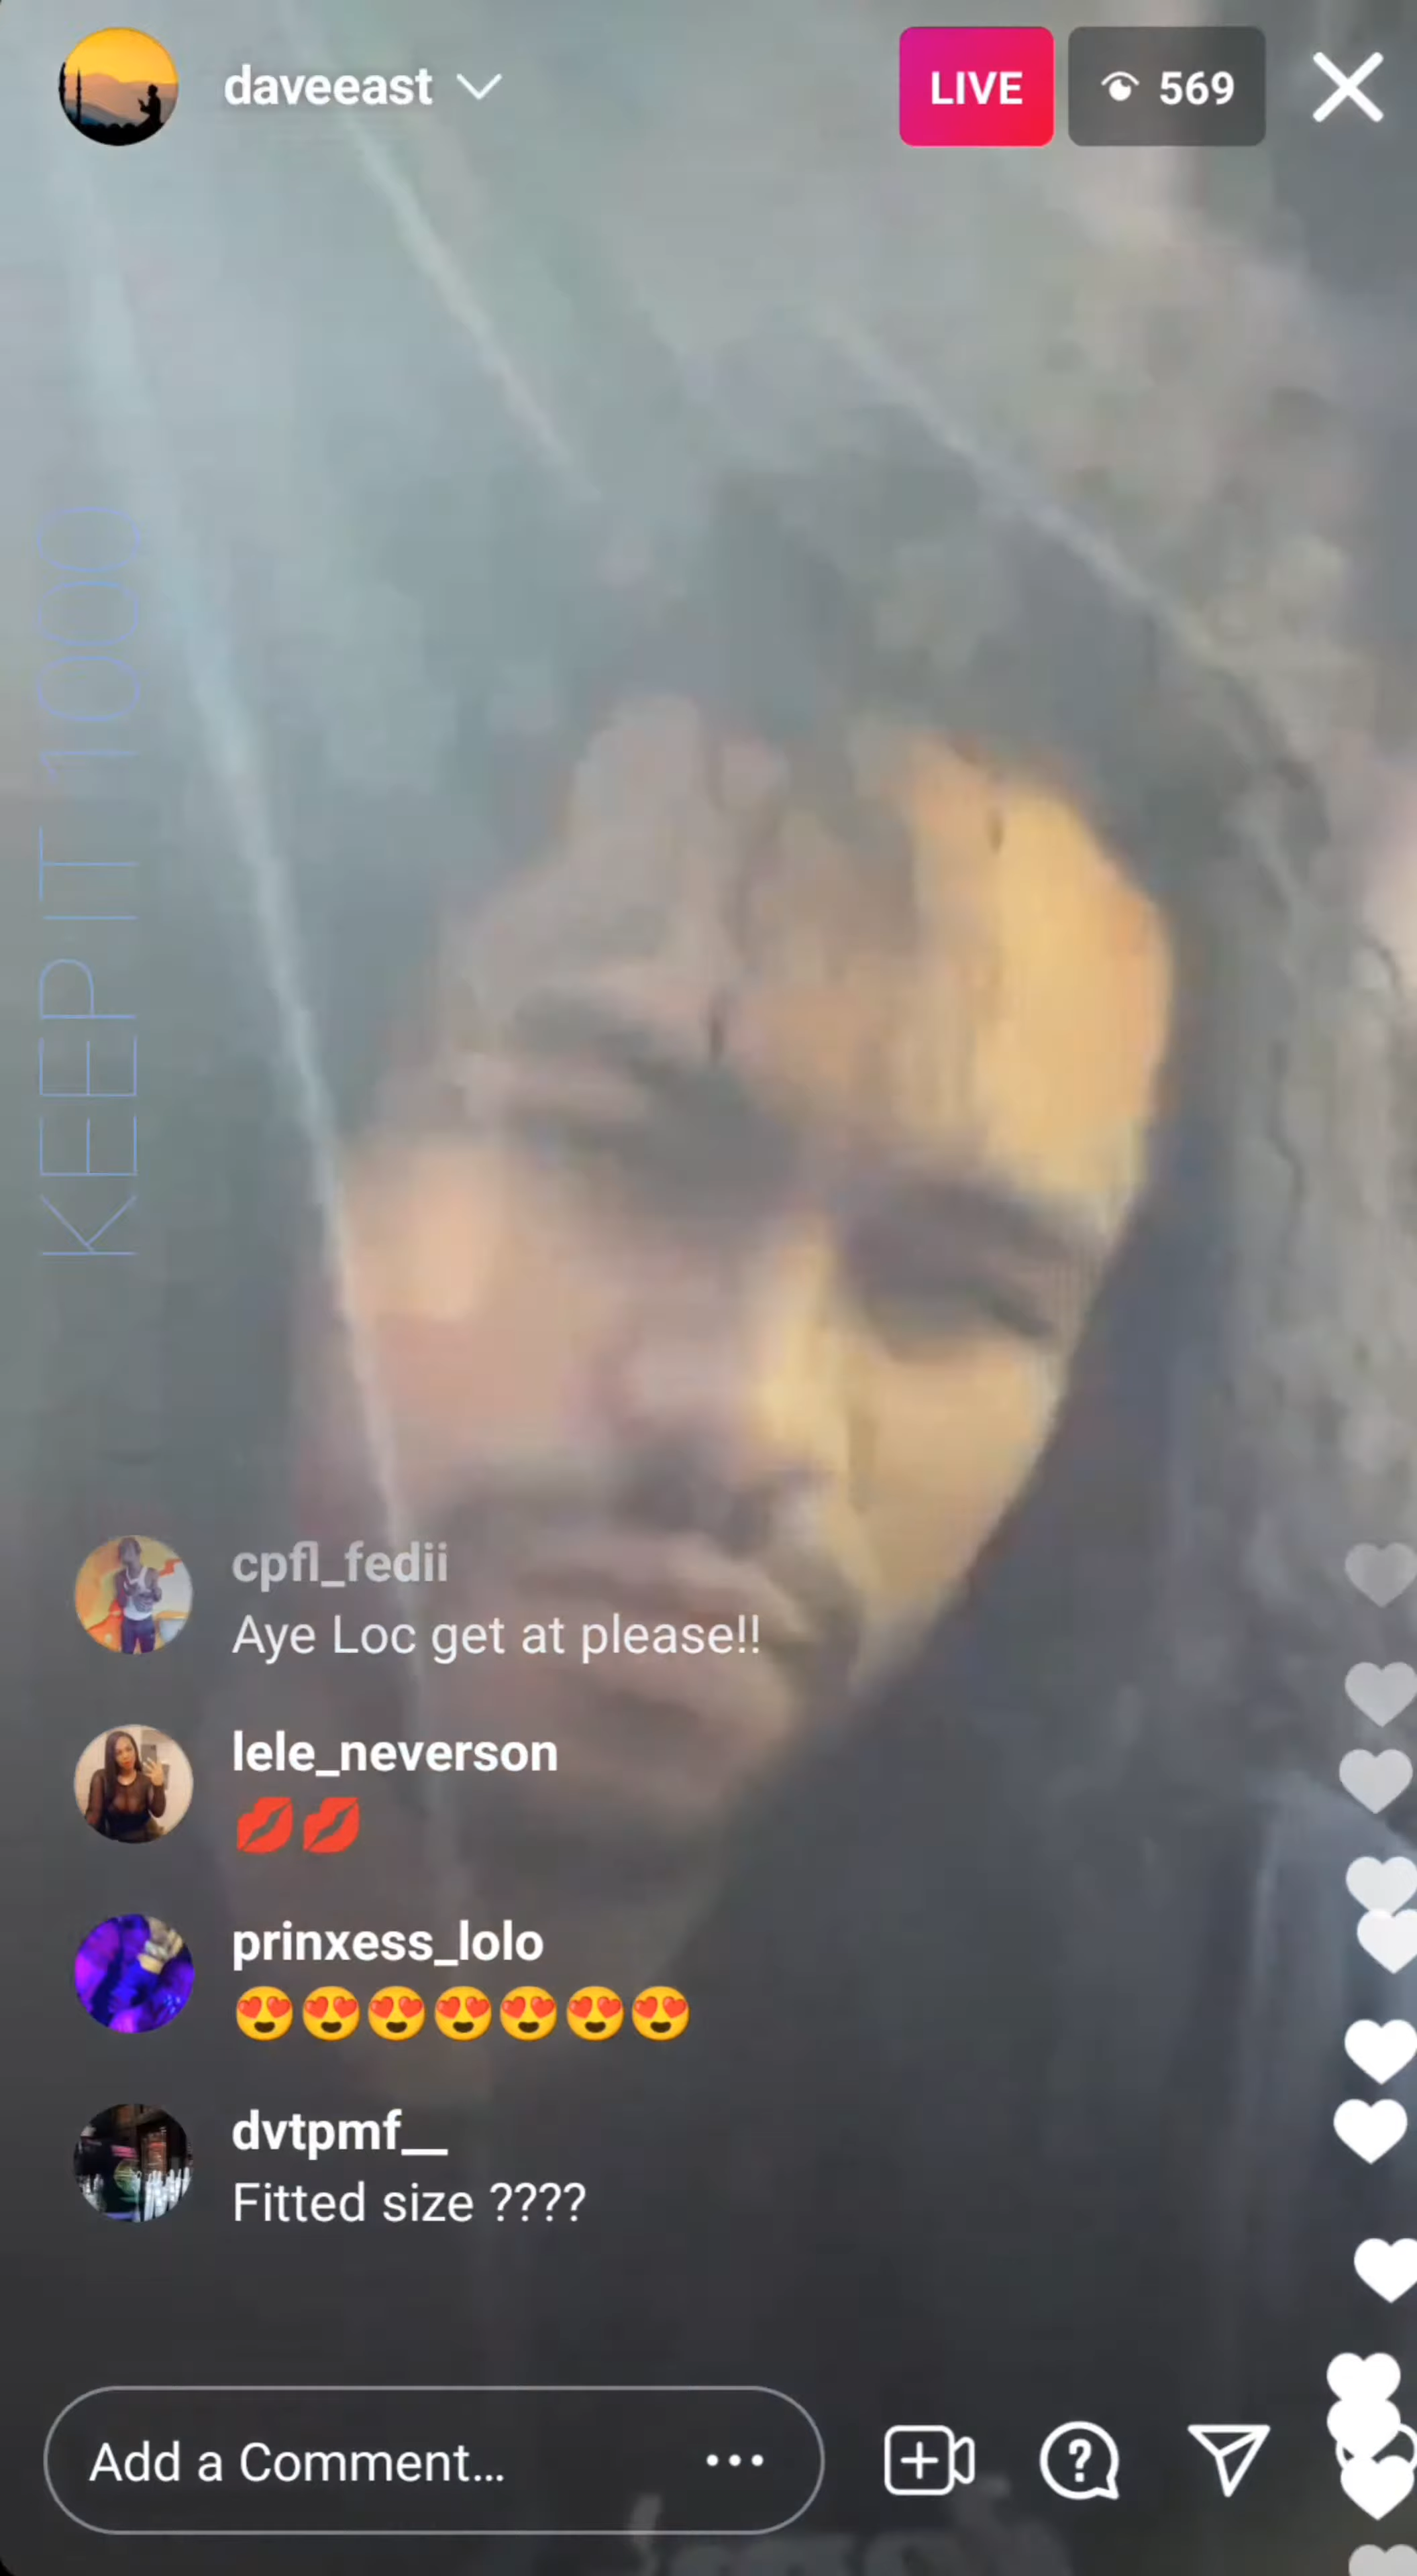 daveeast
LIVE
569
KEEP IT 1000
cpfl_fedii
Aye Loc get at please!!
lele_neverson
💋💋
prinxess_lolo
😍😍😍😍😍😍😍
dvtpmf__
Fitted size ????
Add a Comment...